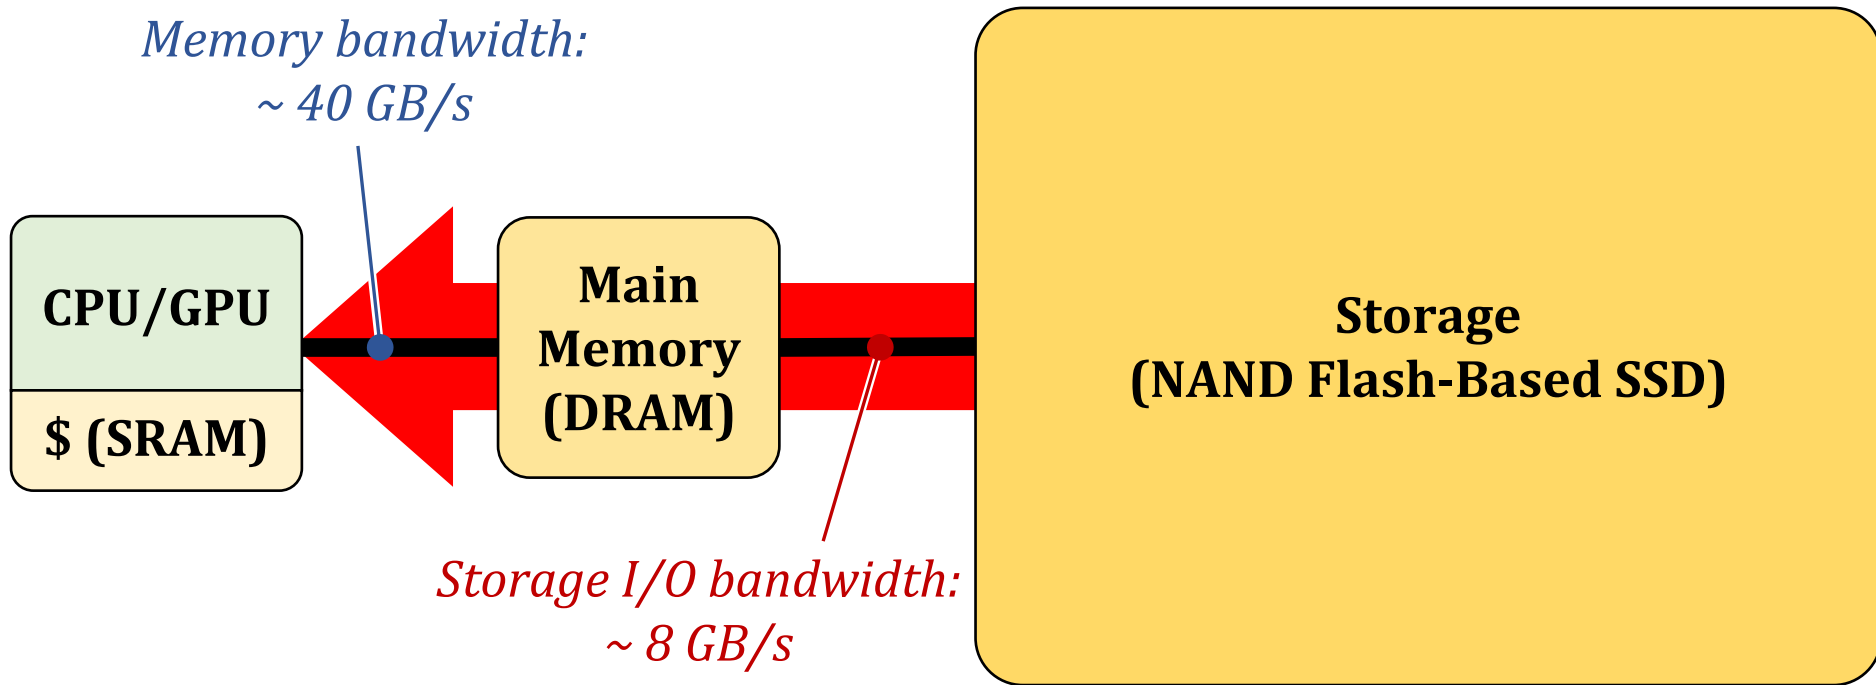 Memory bandwidth:
~ 40 GB/s
CPU/GPU
$ (SRAM)
Main
Memory
(DRAM)
Storage
(NAND Flash-Based SSD)
Storage I/O bandwidth:
~ 8 GB/s